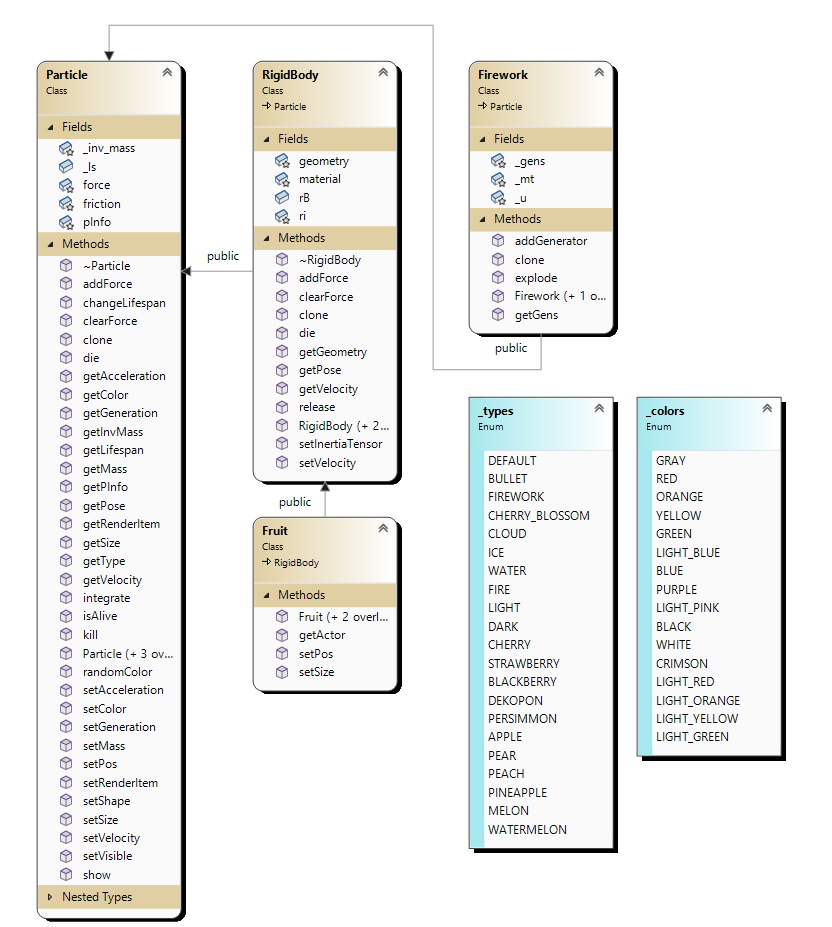 Particle
Class
Fields
_inv_mass
_ls
force
friction
pInfo
Methods
~Particle
addForce
changeLifespan
clearForce
clone
die
getAcceleration
getColor
getGeneration
getInvMass
getLifespan
getMass
getPInfo
getPose
getRenderItem
getSize
getType
getVelocity
integrate
isAlive
kill
Particle (+ 3 ov...
randomColor
setAcceleration
setColor
setGeneration
setMass
setPos
setRenderItem
setShape
setSize
setVelocity
setVisible
show
Nested Types
public
RigidBody
Class
Particle
Fields
geometry
material
rB
ri
Methods
~RigidBody
addForce
clearForce
clone
die
getGeometry
getPose
getVelocity
release
RigidBody (+ 2...
setInertiaTensor
setVelocity
public
Fruit
Class
RigidBody
Methods
Fruit (+ 2 overl...
getActor
setPos
setSize
Firework
Class
Particle
Fields
_gens
_mt
_u
Methods
addGenerator
clone
explode
Firework (+ 1 o...
getGens
public
_types
Enum
DEFAULT
BULLET
FIREWORK
CHERRY_BLOSSOM
CLOUD
ICE
WATER
FIRE
LIGHT
DARK
CHERRY
STRAWBERRY
BLACKBERRY
DEKOPON
PERSIMMON
APPLE
PEAR
PEACH
PINEAPPLE
MELON
WATERMELON
_colors
Enum
GRAY
RED
ORANGE
YELLOW
GREEN
LIGHT_BLUE
BLUE
PURPLE
LIGHT_PINK
BLACK
WHITE
CRIMSON
LIGHT_RED
LIGHT_ORANGE
LIGHT_YELLOW
LIGHT_GREEN